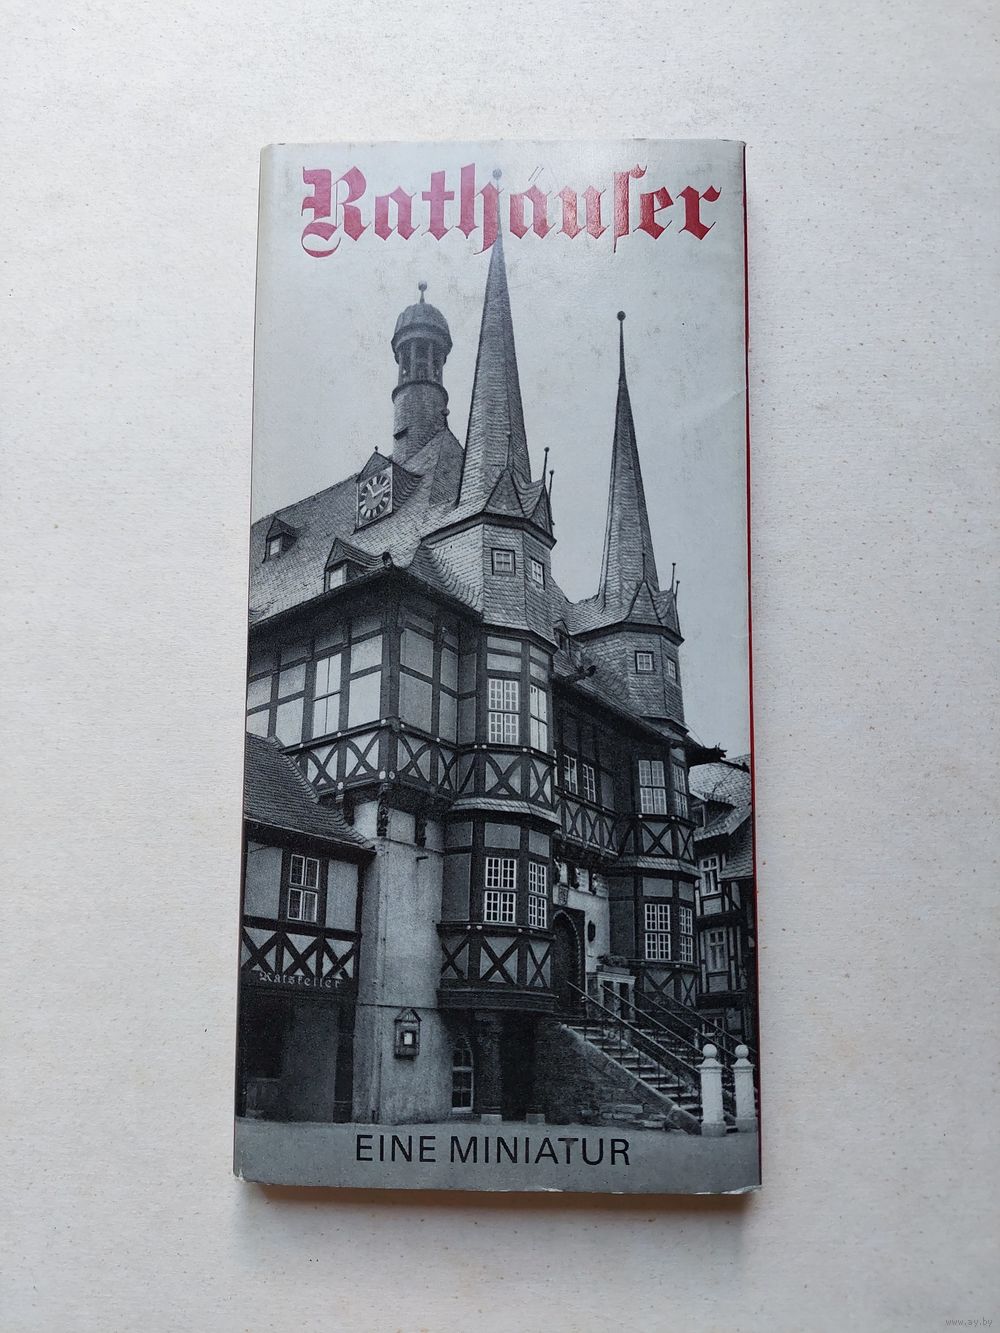 Rathäuser
Ratskeller
EINE MINIATUR
www.ay.by